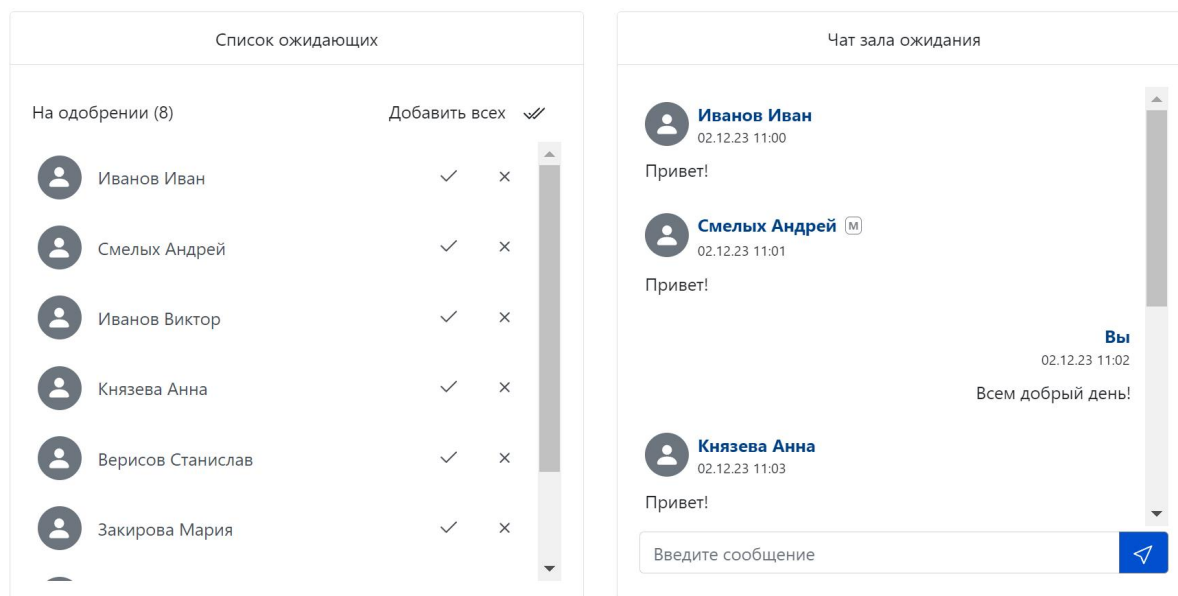 Список ожидающих
На одобрении (8)
Добавить всех
Иванов Иван
Смелых Андрей
Иванов Виктор
Князева Анна
Верисов Станислав
Закирова Мария
Чат зала ожидания
Иванов Иван
02.12.23 11:00
Привет!
Смелых Андрей M
02.12.23 11:01
Привет!
Вы
02.12.23 11:02
Всем добрый день!
Князева Анна
02.12.23 11:03
Привет!
Введите сообщение